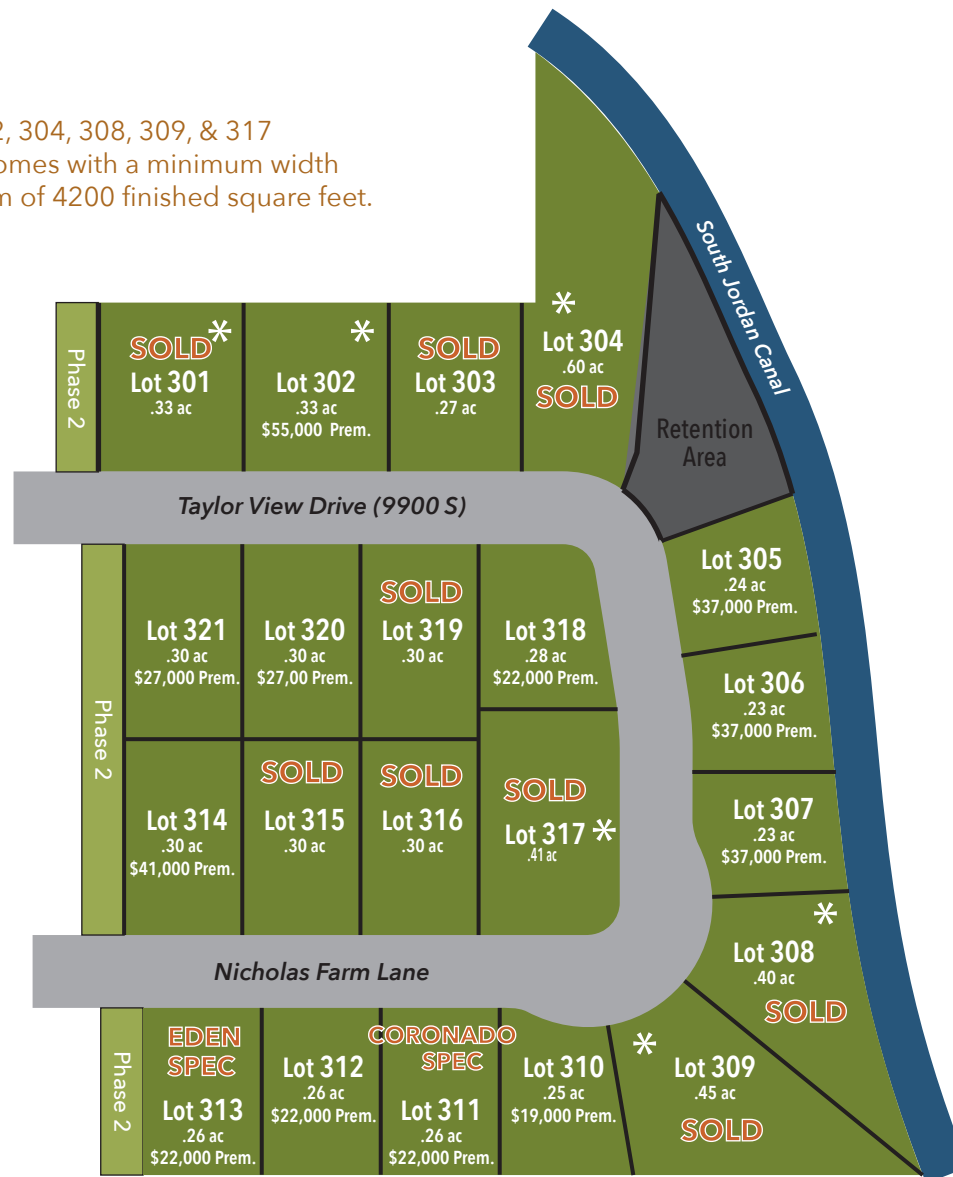 2, 304, 308, 309, & 317
omes with a minimum width
m of 4200 finished square feet.
South Jordan Canal
Phase 2
SOLD*
Lot 301
.33 ac
*
Lot 302
.33 ac
$55,000 Prem.
SOLD
Lot 303
.27 ac
*
Lot 304
.60 ac
SOLD
Retention
Area
Taylor View Drive (9900 S)
Lot 305
.24 ac
$37,000 Prem.
Phase 2
Lot 321
.30 ac
$27,000 Prem.
Lot 320
.30 ac
$27,00 Prem.
SOLD
Lot 319
.30 ac
Lot 318
.28 ac
$22,000 Prem.
Lot 306
.23 ac
$37,000 Prem.
Lot 314
.30 ac
$41,000 Prem.
SOLD
Lot 315
.30 ac
SOLD
Lot 316
.30 ac
SOLD
Lot 317 *
.41 ac
Lot 307
.23 ac
$37,000 Prem.
*
Lot 308
.40 ac
SOLD
Nicholas Farm Lane
Phase 2
EDEN
SPEC
Lot 313
.26 ac
$22,000 Prem.
Lot 312
.26 ac
$22,000 Prem.
CORONADO
SPEC
Lot 311
.26 ac
$22,000 Prem.
Lot 310
.25 ac
$19,000 Prem.
*
Lot 309
.45 ac
SOLD